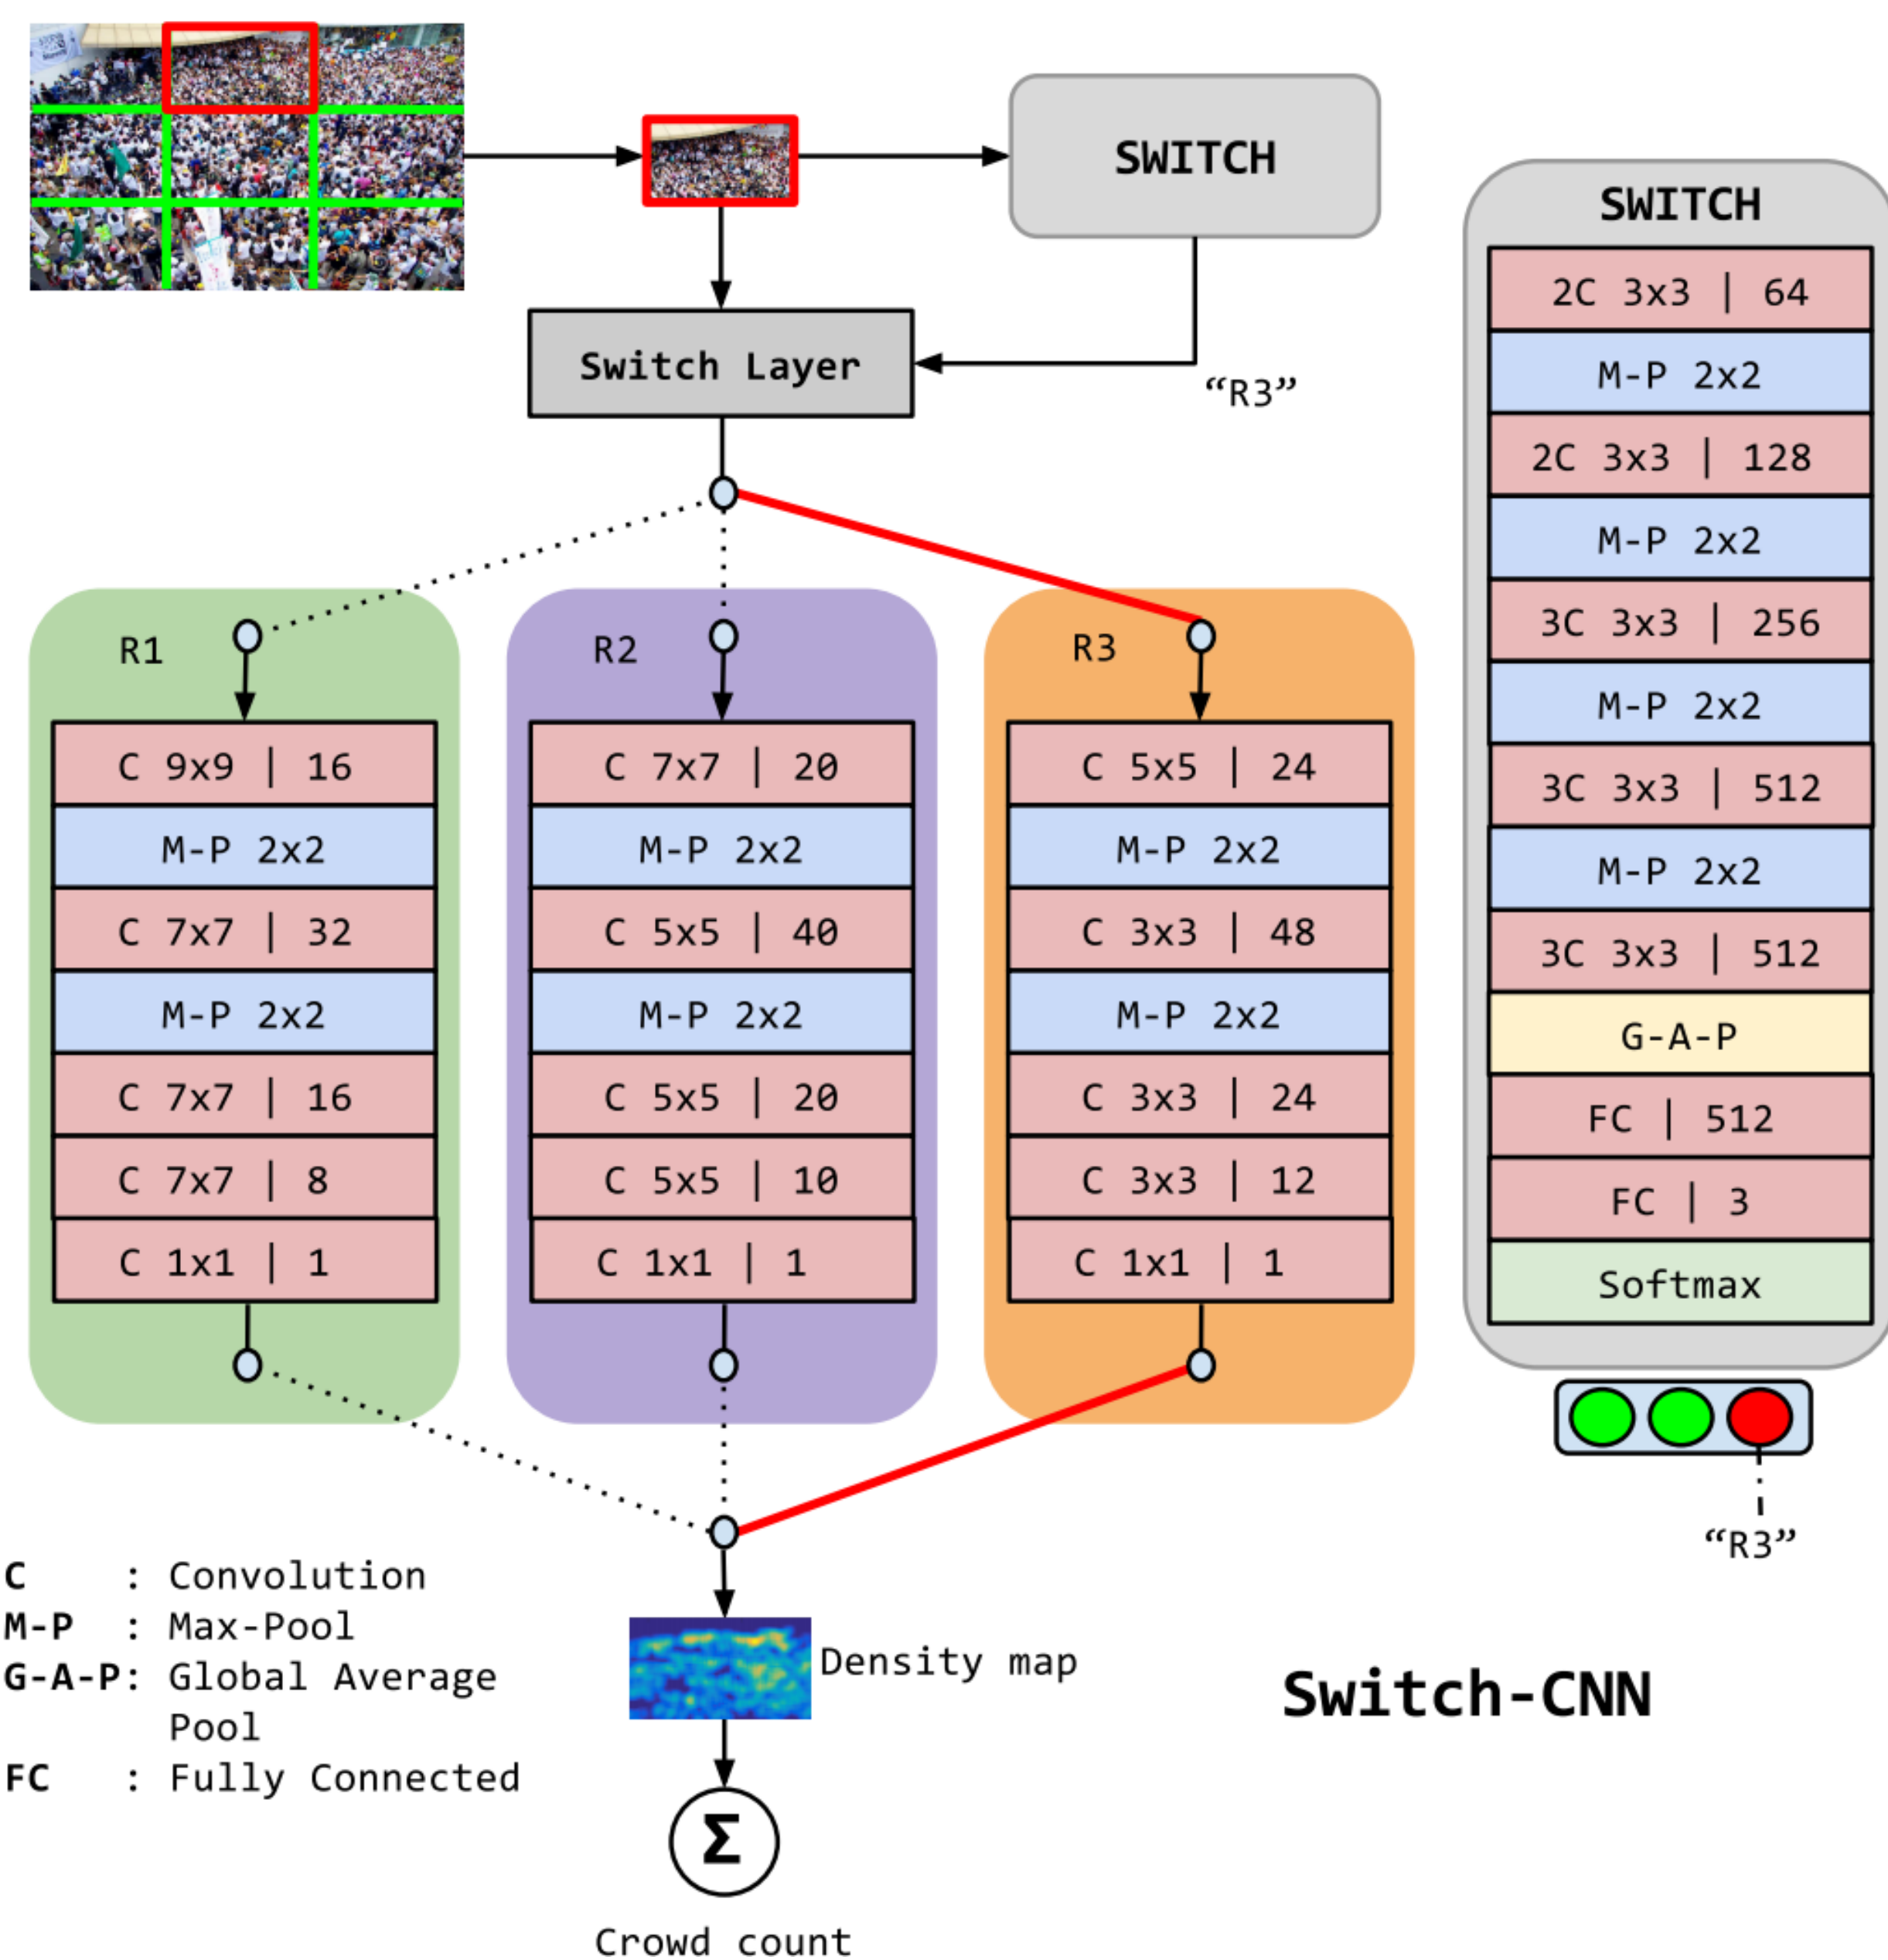 SWITCH
Switch Layer
“R3”
R1
C 9x9 | 16
M-P 2x2
C 7x7 | 32
M-P 2x2
C 7x7 | 16
C 7x7 | 8
C 1x1 | 1
R2
C 7x7 | 20
M-P 2x2
C 5x5 | 40
M-P 2x2
C 5x5 | 20
C 5x5 | 10
C 1x1 | 1
R3
C 5x5 | 24
M-P 2x2
C 3x3 | 48
M-P 2x2
C 3x3 | 24
C 3x3 | 12
C 1x1 | 1
SWITCH
2C 3x3 | 64
M-P 2x2
2C 3x3 | 128
M-P 2x2
3C 3x3 | 256
M-P 2x2
3C 3x3 | 512
M-P 2x2
3C 3x3 | 512
G-A-P
FC | 512
FC | 3
Softmax
“R3”
C : Convolution
M-P : Max-Pool
G-A-P: Global Average
Pool
FC : Fully Connected
Density map
Σ
Crowd count
Switch-CNN